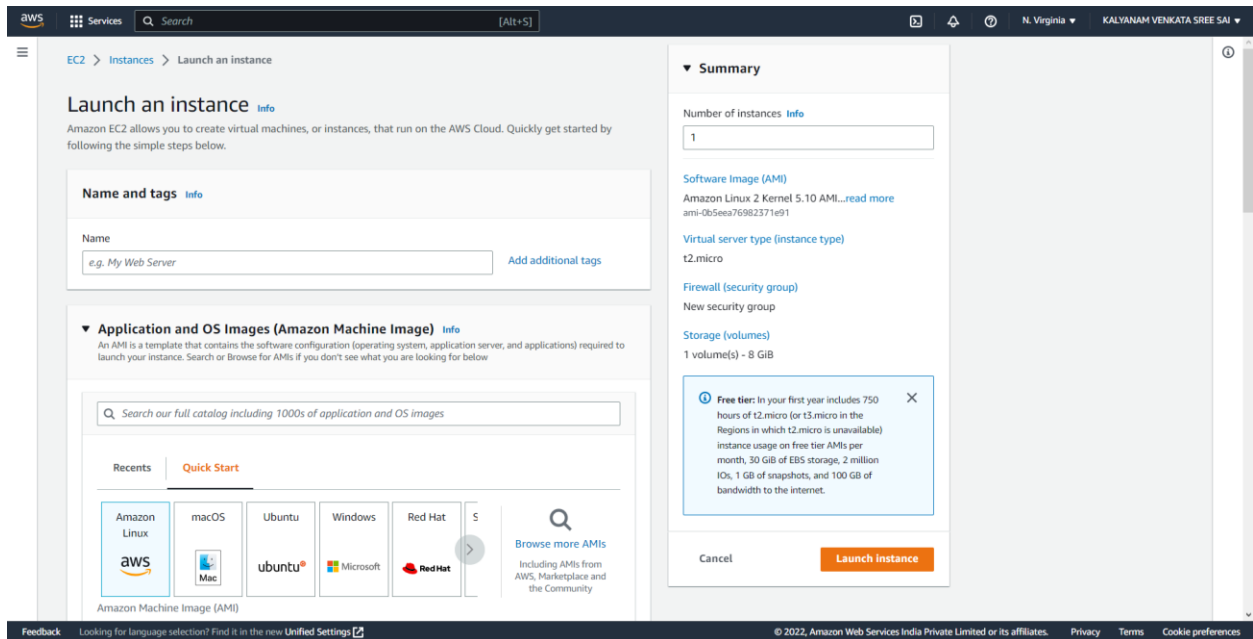 aws
Services
Search
[Alt+S]
N. Virginia ▼
KALYANAM VENKATA SREE SAI ▼
EC2 > Instances > Launch an instance
Launch an instance Info
Amazon EC2 allows you to create virtual machines, or instances, that run on the AWS Cloud. Quickly get started by
following the simple steps below.
Name and tags Info
Name
e.g. My Web Server
Add additional tags
▼ Application and OS Images (Amazon Machine Image) Info
An AMI is a template that contains the software configuration (operating system, application server, and applications) required to
launch your instance. Search or Browse for AMIs if you don't see what you are looking for below
Search our full catalog including 1000s of application and OS images
Recents
Quick Start
Amazon
Linux
aws
macOS
Mac
Ubuntu
ubuntu®
Windows
Microsoft
Red Hat
Red Hat
S
Browse more AMIs
Including AMIs from
AWS, Marketplace and
the Community
Amazon Machine Image (AMI)
▼ Summary
Number of instances Info
1
Software Image (AMI)
Amazon Linux 2 Kernel 5.10 AMI...read more
ami-0b5eea76982371e91
Virtual server type (instance type)
t2.micro
Firewall (security group)
New security group
Storage (volumes)
1 volume(s) - 8 GiB
Free tier: In your first year includes 750
hours of t2.micro (or t3.micro in the
Regions in which t2.micro is unavailable)
instance usage on free tier AMIs per
month, 30 GiB of EBS storage, 2 million
IOs, 1 GB of snapshots, and 100 GB of
bandwidth to the internet.
Cancel
Launch instance
Feedback
Looking for language selection? Find it in the new Unified Settings
© 2022, Amazon Web Services India Private Limited or its affiliates.
Privacy
Terms
Cookie preferences